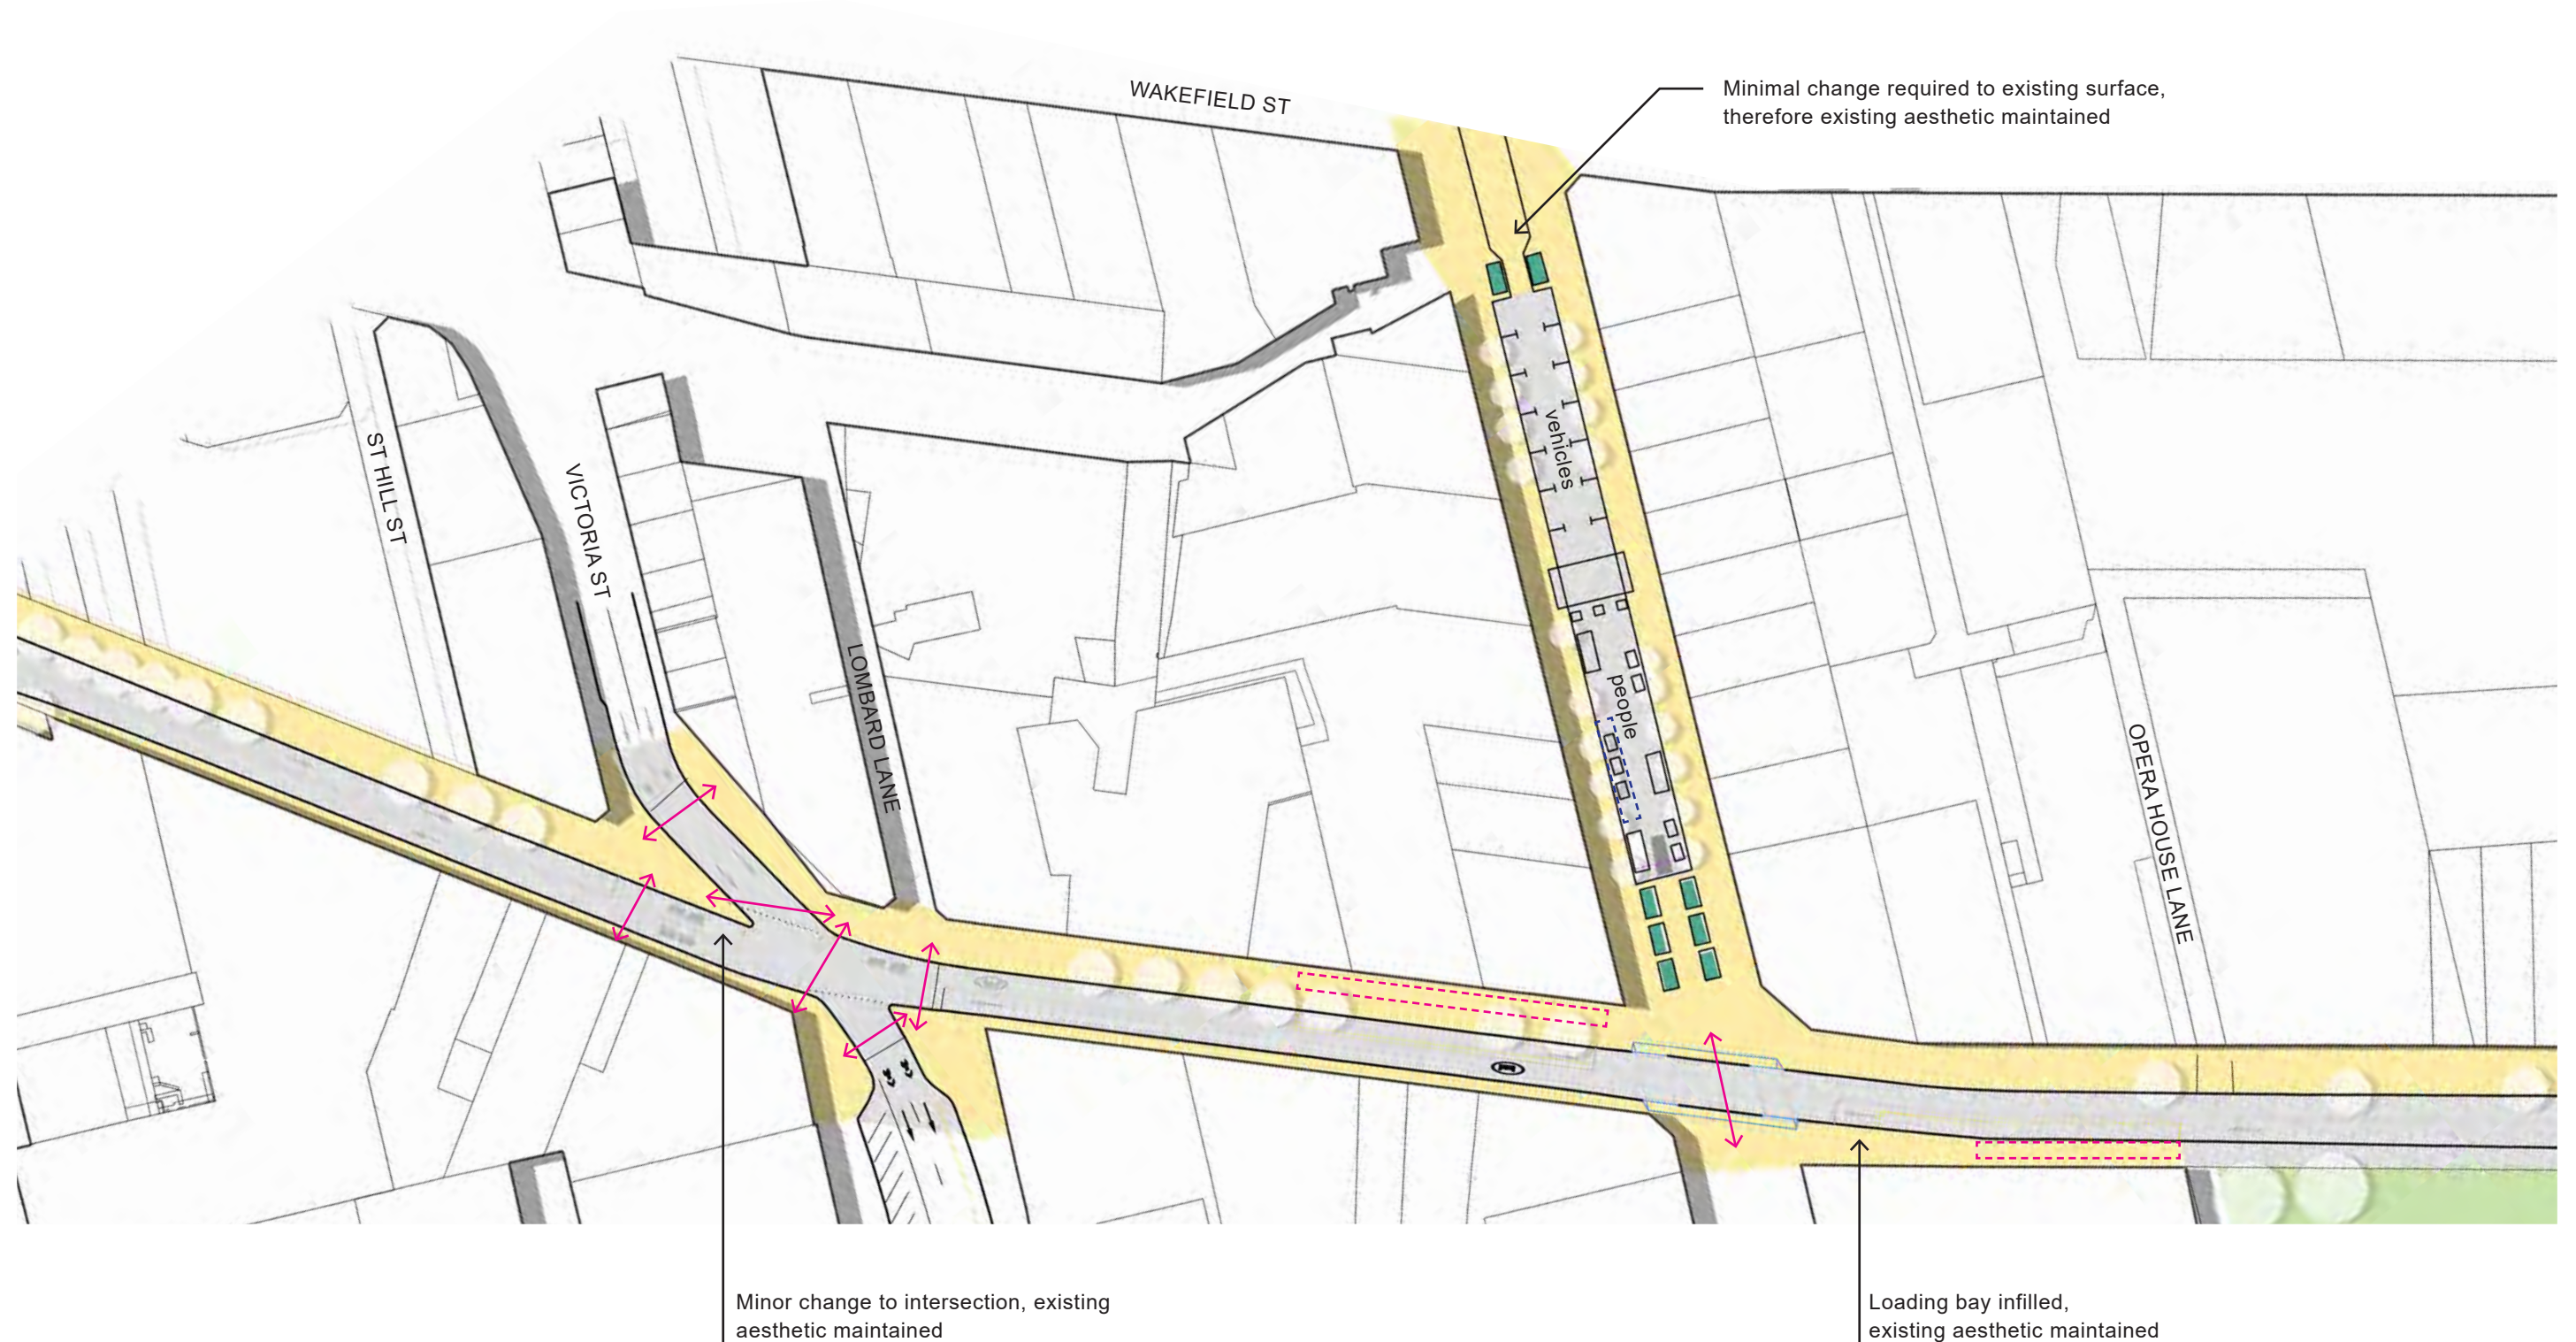 WAKEFIELD ST
Minimal change required to existing surface,
therefore existing aesthetic maintained
ST HILL ST
VICTORIA ST
vehicles
LOMBARD LANE
people
OPERA HOUSE LANE
Minor change to intersection, existing
aesthetic maintained
Loading bay infilled,
existing aesthetic maintained